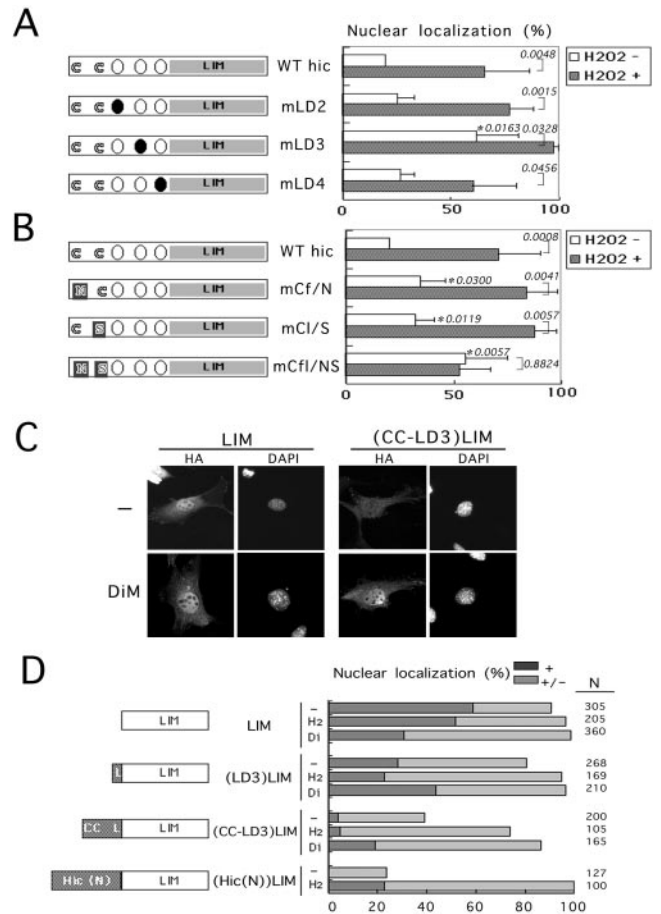 A
Nuclear localization (%)
C C LIM WT hic 0.0048
H2O2 -
H2O2 +
C C LIM mLD2 0.0015
C C LIM mLD3 *0.0163 0.0328
C C LIM mLD4 0.0456
0 50 100
B
C C LIM WT hic 0.0008
H2O2 -
H2O2 +
N C LIM mCf/N *0.0300 0.0041
C S LIM mCl/S *0.0119 0.0057
N S LIM mCfl/NS *0.0057 0.8824
0 50 100
C
LIM (CC-LD3)LIM
HA DAPI HA DAPI
–
DiM
D
Nuclear localization (%) + N
+/-
LIM LIM - 305
H2 205
Di 360
L LIM (LD3)LIM - 268
H2 169
Di 210
CC L LIM (CC-LD3)LIM - 200
H2 105
Di 165
Hic (N) LIM (Hic(N))LIM - 127
H2 100
0 20 40 60 80 100